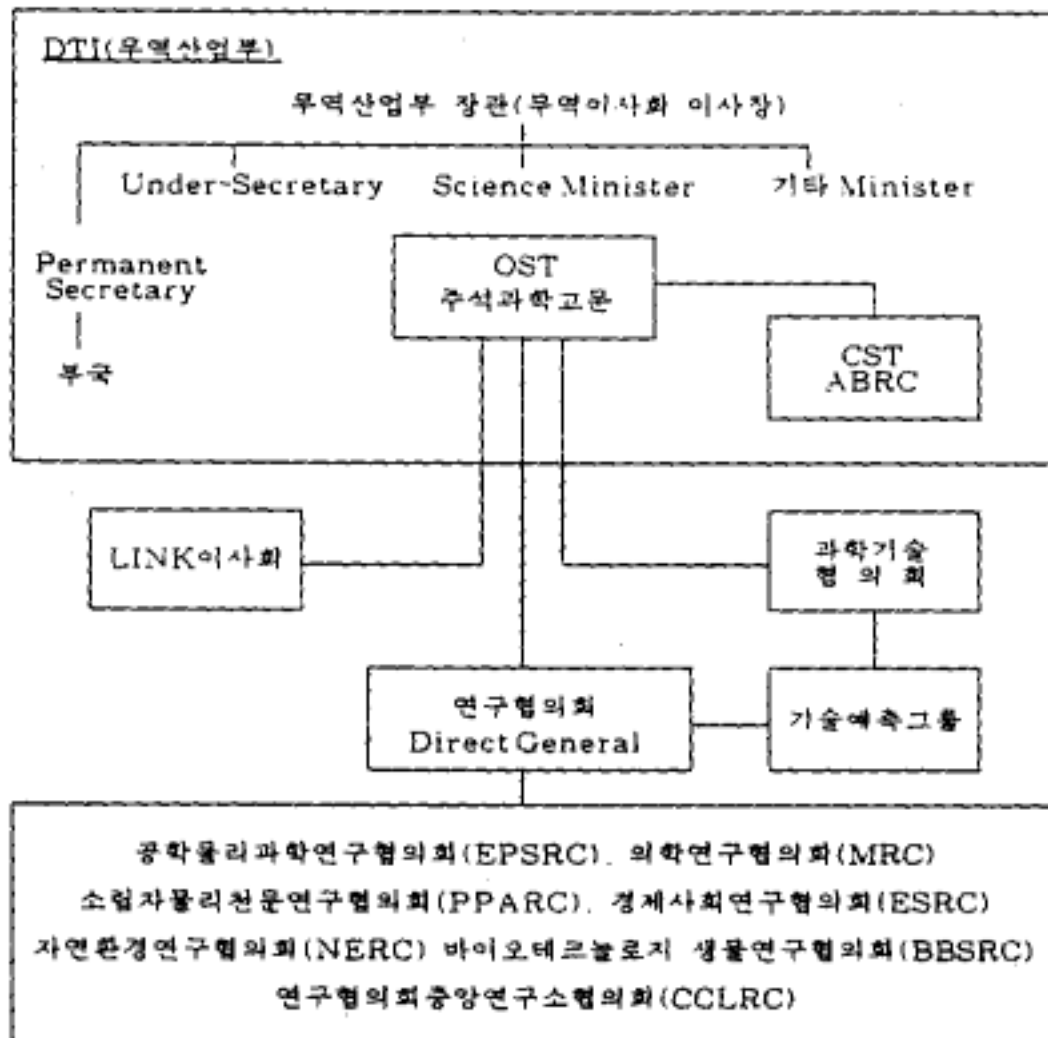 DTI(무역산업부)
무역산업부 장관(무역이사회 이사장)
Under-Secretary Science Minister 기타 Minister
Permanent
Secretary
부국
OST
주석과학고문
CST
ABRC
LINK이사회
과학기술
협 의 회
연구협의회
Direct General
기술예측그룹
공학물리과학연구협의회(EPSRC). 의학연구협의회(MRC)
소립자물리천문연구협의회(PPARC). 경제사회연구협의회(ESRC)
자연환경연구협의회(NERC) 바이오테크놀로지 생물연구협의회(BBSRC)
연구협의회중앙연구소협의회(CCLRC)